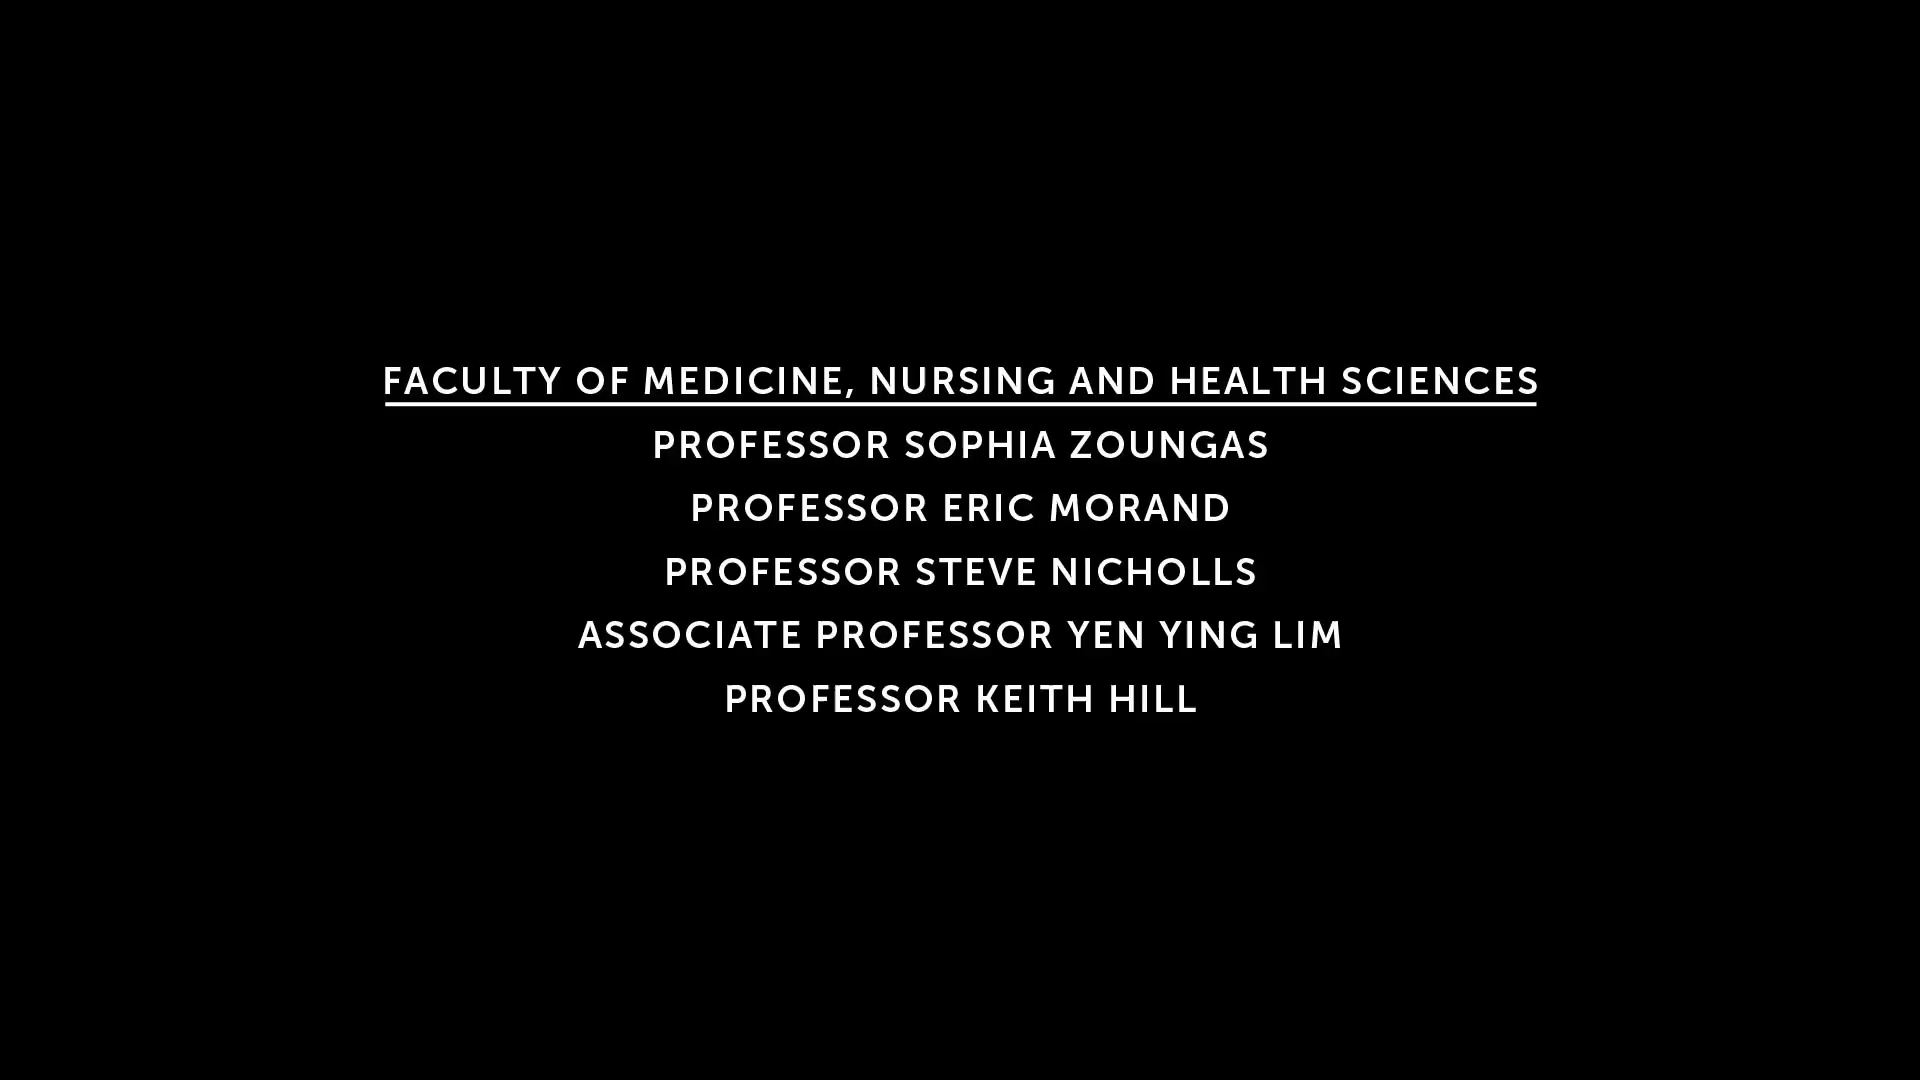 FACULTY OF MEDICINE, NURSING AND HEALTH SCIENCES
PROFESSOR SOPHIA ZOUNGAS
PROFESSOR ERIC MORAND
PROFESSOR STEVE NICHOLLS
ASSOCIATE PROFESSOR YEN YING LIM
PROFESSOR KEITH HILL